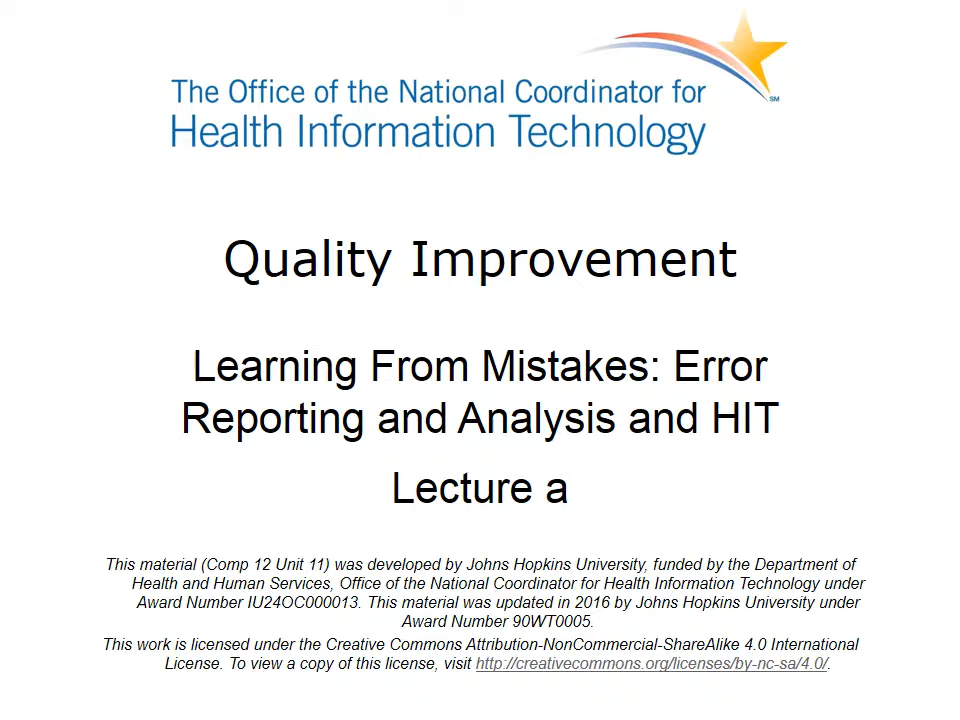 The Office of the National Coordinator for
Health Information Technology
SM
Quality Improvement
Learning From Mistakes: Error
Reporting and Analysis and HIT
Lecture a
This material (Comp 12 Unit 11) was developed by Johns Hopkins University, funded by the Department of
Health and Human Services, Office of the National Coordinator for Health Information Technology under
Award Number IU24OC000013. This material was updated in 2016 by Johns Hopkins University under
Award Number 90WT0005.
This work is licensed under the Creative Commons Attribution-NonCommercial-ShareAlike 4.0 International
License. To view a copy of this license, visit http://creativecommons.org/licenses/by-nc-sa/4.0/.